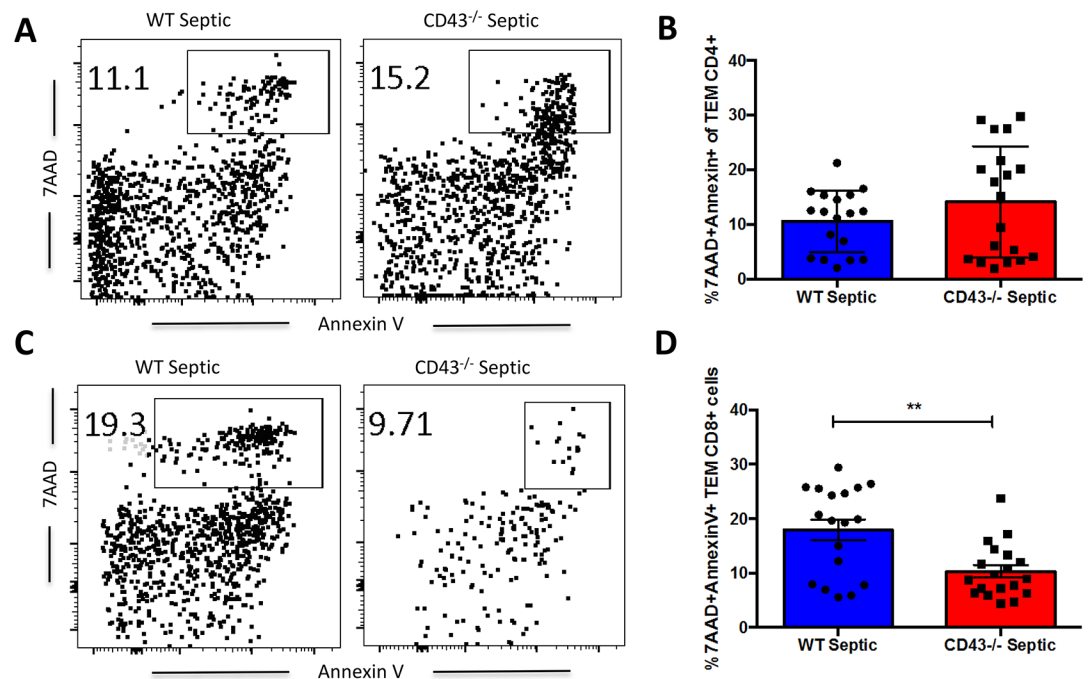 A
WT Septic
CD43-/- Septic
11.1
15.2
7AAD
Annexin V
B
%7AAD+Annexin+ of TEM CD4+
40
30
20
10
0
WT Septic
CD43-/- Septic
C
WT Septic
CD43-/- Septic
19.3
9.71
7AAD
Annexin V
D
%7AAD+AnnexinV+ TEM CD8+ cells
**
40
30
20
10
0
WT Septic
CD43-/- Septic